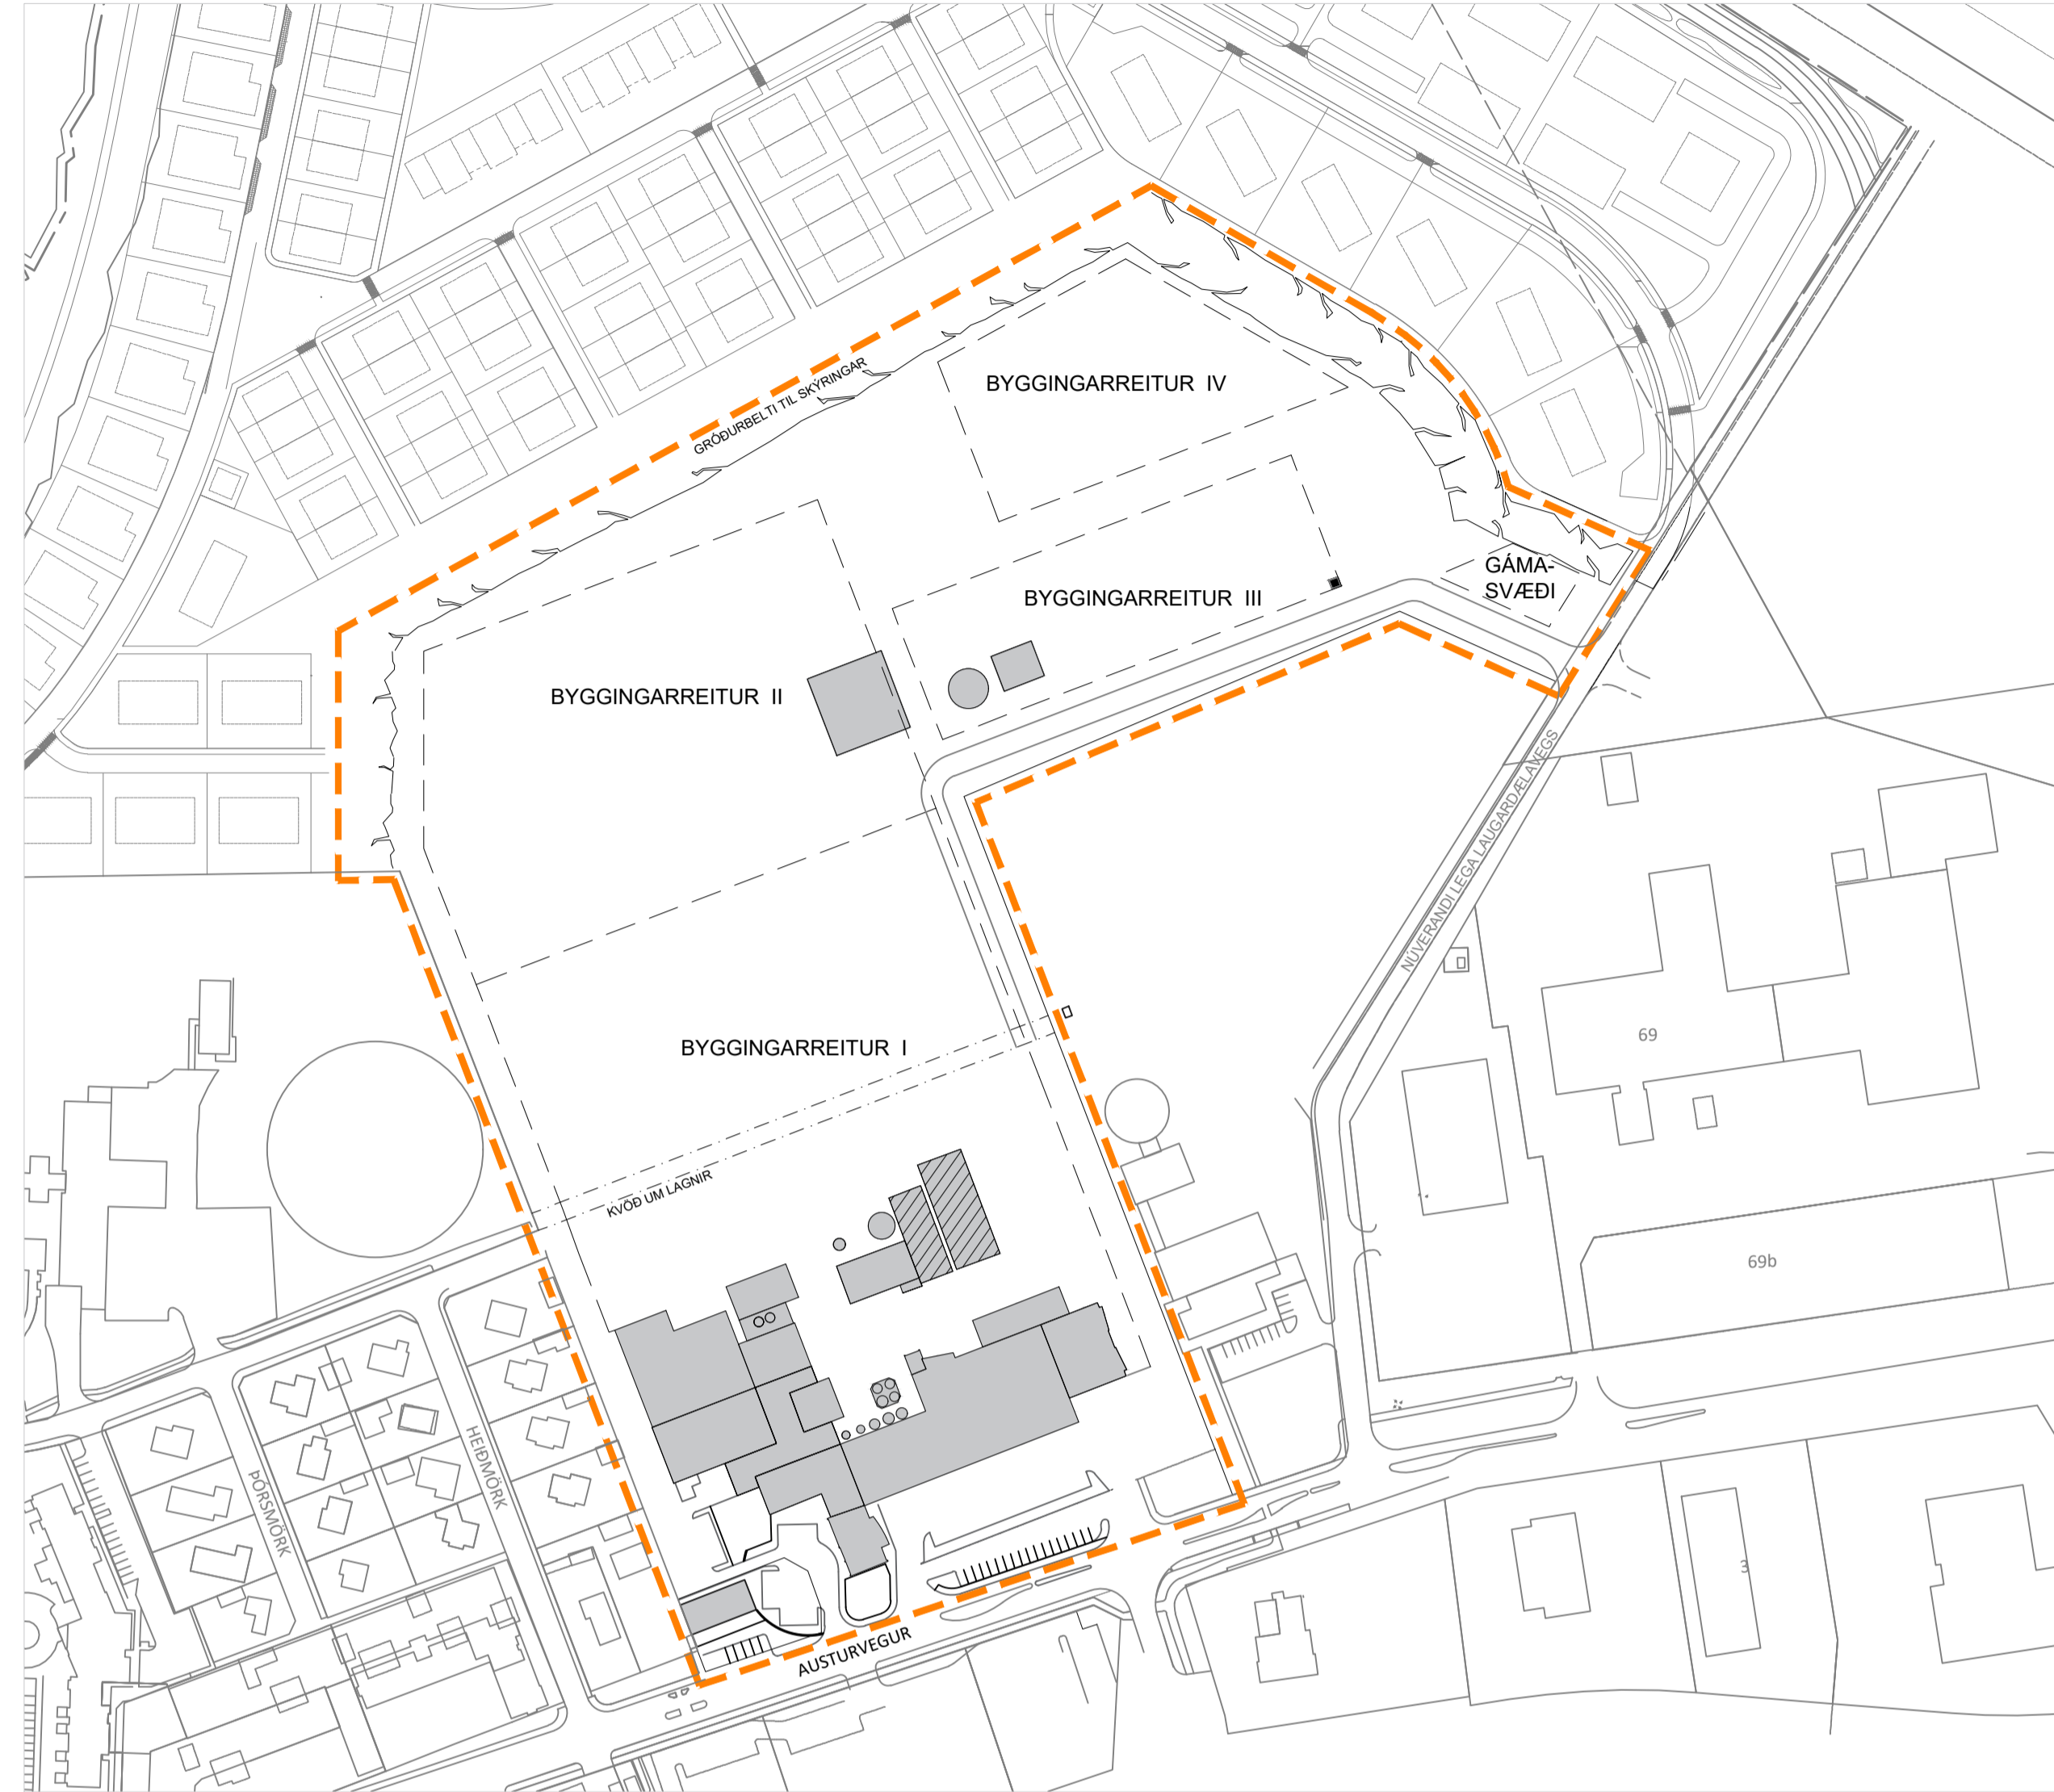 BYGGINGARREITUR IV
GRÓÐURBELTI TIL SKÝRINGAR
GÁMA-
SVÆÐI
BYGGINGARREITUR III
BYGGINGARREITUR II
NÚVERANDI LEGA LAUGARDÆLAVEGS
69
BYGGINGARREITUR I
KVÖÐ UM LAGNIR
69b
HEIÐMÖRK
ÞÓRSMÖRK
3
AUSTURVEGUR